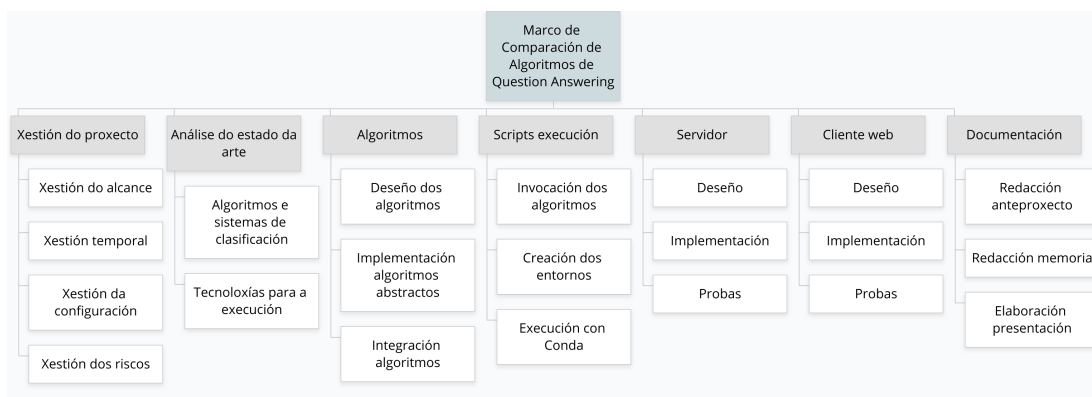 Marco de
Comparación de
Algoritmos de
Question Answering
Xestión do proxecto
Xestión do alcance
Xestión temporal
Xestión da
configuración
Xestión dos riscos
Análise do estado da
arte
Algoritmos e
sistemas de
clasificación
Tecnoloxías para a
execución
Algoritmos
Deseño dos
algoritmos
Implementación
algoritmos
abstractos
Integración
algoritmos
Scripts execución
Invocación dos
algoritmos
Creación dos
entornos
Execución con
Conda
Servidor
Deseño
Implementación
Probas
Cliente web
Deseño
Implementación
Probas
Documentación
Redacción
anteproxecto
Redacción memoria
Elaboración
presentación